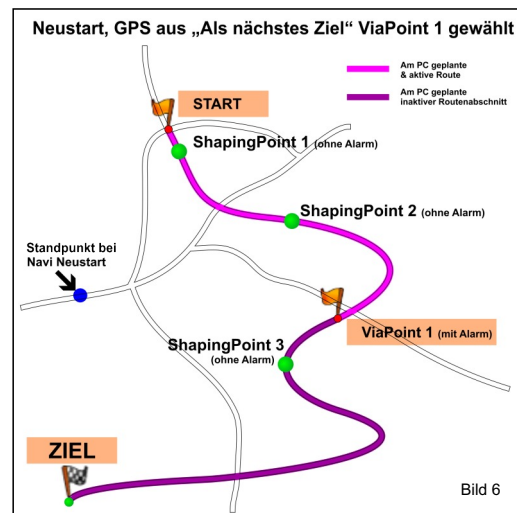 Neustart, GPS aus „Als nächstes Ziel“ ViaPoint 1 gewählt
Am PC geplante
& aktive Route
Am PC geplante
inaktiver Routenabschnitt
START
ShapingPoint 1 (ohne Alarm)
ShapingPoint 2 (ohne Alarm)
Standpunkt bei
Navi Neustart
ViaPoint 1 (mit Alarm)
ShapingPoint 3
(ohne Alarm)
ZIEL
Bild 6